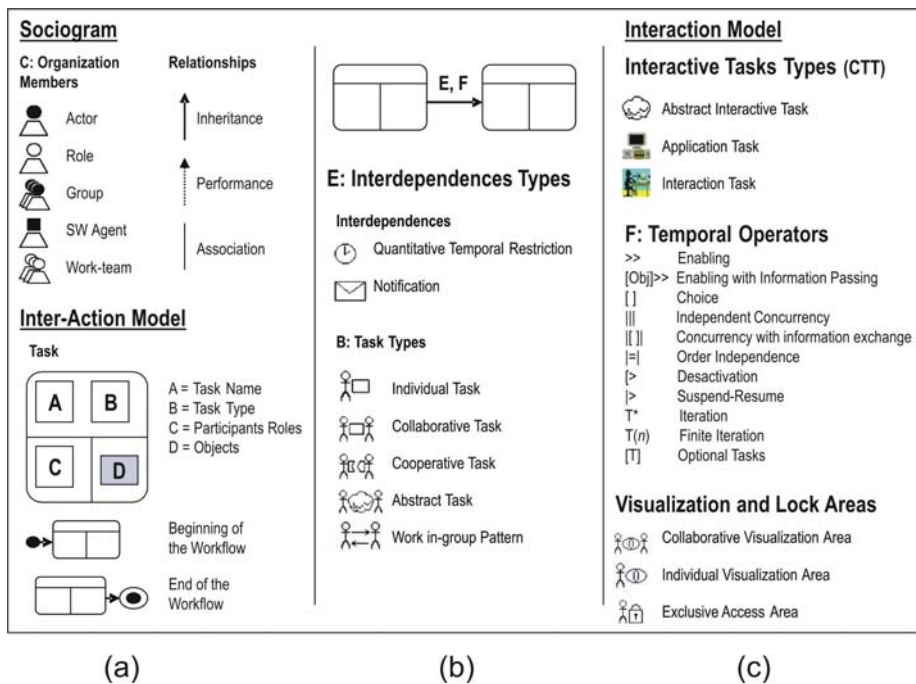 Sociogram
C: Organization
Members
Relationships
Actor
Role
Group
SW Agent
Work-team
Inheritance
Performance
Association
Inter-Action Model
Task
A
B
C
D
A = Task Name
B = Task Type
C = Participants Roles
D = Objects
Beginning of
the Workflow
End of the
Workflow
E, F
E: Interdependences Types
Interdependences
Quantitative Temporal Restriction
Notification
B: Task Types
Individual Task
Collaborative Task
Cooperative Task
Abstract Task
Work in-group Pattern
Interaction Model
Interactive Tasks Types (CTT)
Abstract Interactive Task
Application Task
Interaction Task
F: Temporal Operators
>> Enabling
[Obj]>> Enabling with Information Passing
[ ] Choice
||| Independent Concurrency
|[ ]| Concurrency with information exchange
|=| Order Independence
[> Desactivation
|> Suspend-Resume
T* Iteration
T(n) Finite Iteration
[T] Optional Tasks
Visualization and Lock Areas
Collaborative Visualization Area
Individual Visualization Area
Exclusive Access Area
(a) (b) (c)